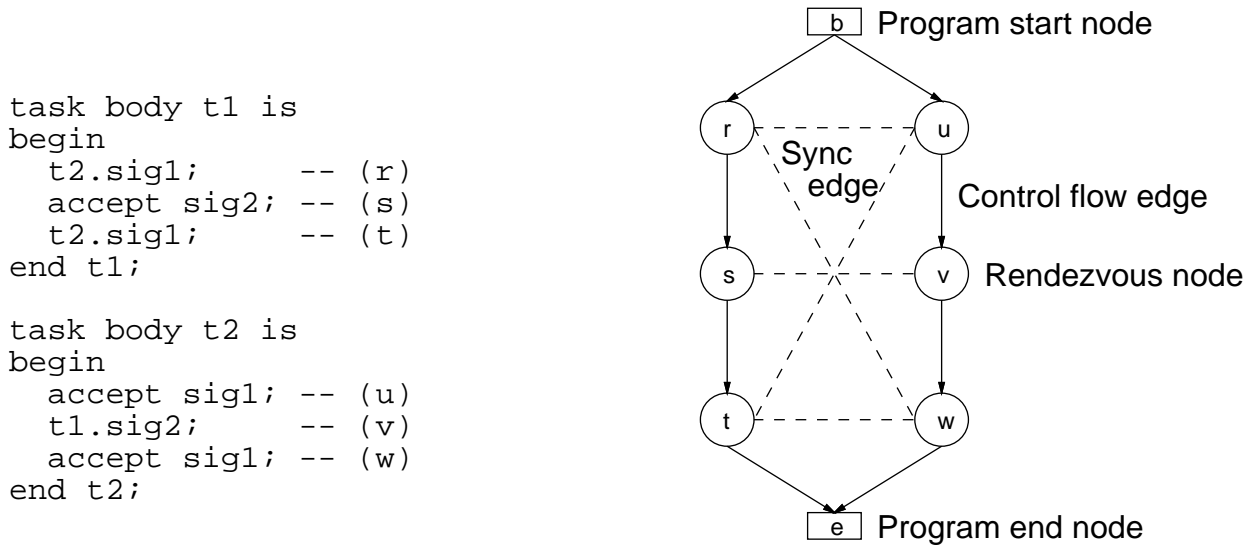 task body t1 is
begin
t2.sig1; -- (r)
accept sig2; -- (s)
t2.sig1; -- (t)
end t1;
task body t2 is
begin
accept sig1; -- (u)
t1.sig2; -- (v)
accept sig1; -- (w)
end t2;
b Program start node
r u
Sync
edge
Control flow edge
s v Rendezvous node
t w
e Program end node